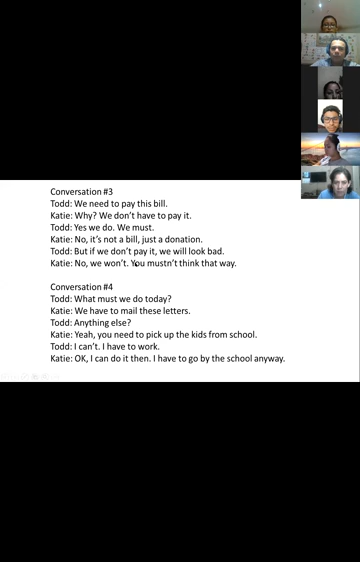 Conversation #3
Todd: We need to pay this bill.
Katie: Why? We don't have to pay it.
Todd: Yes we do. We must.
Katie: No, it's not a bill, just a donation.
Todd: But if we don't pay it, we will look bad.
Katie: No, we won't. You mustn't think that way.
Conversation #4
Todd: What must we do today?
Katie: We have to mail these letters.
Todd: Anything else?
Katie: Yeah, you need to pick up the kids from school.
Todd: I can't. I have to work.
Katie: OK, I can do it then. I have to go by the school anyway.